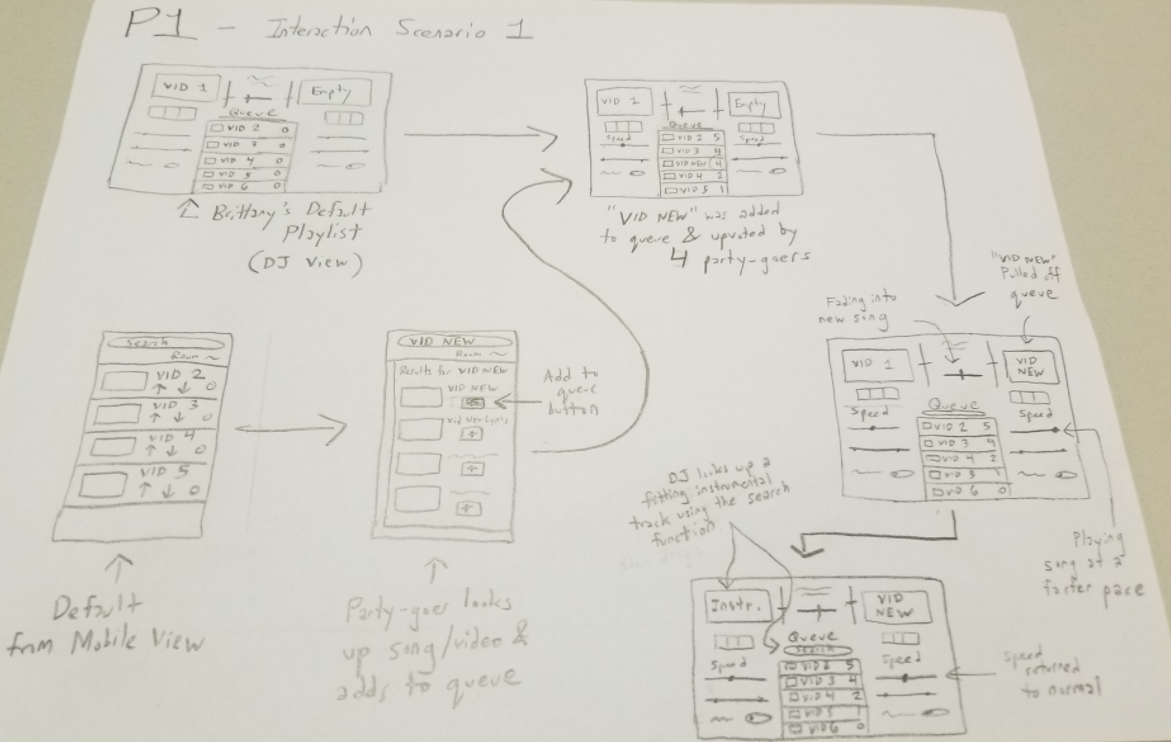 P1 - Interaction Scenario 1
VID 1
Empty
Queue
VID 2 0
VID 3 0
VID 4 0
VID 5 0
VID 6 0
Brittany's Default
Playlist
(DJ View)
VID 1
Empty
Speed
Queue
Speed
VID 2 5
VID 3 4
VID NEW 4
VID 4 2
VID 5 1
"VID NEW" was added
to queue & upvoted by
4 party-goers
"VID NEW"
Pulled off
queue
Fading into
new song
VID 1
VID
NEW
Speed
Queue
Speed
VID 2 5
VID 3 4
VID 4 2
VID 5 1
VID 6 0
Playing
song at a
faster pace
Search
Room
VID 2
0
VID 3
0
VID 4
0
VID 5
0
Default
from Mobile View
VID NEW
Room
Results for VID NEW
VID NEW
+
Vid New Lyrics
+
+
+
Add to
queue
button
Party-goer looks
up song/video &
adds to queue
DJ looks up a
fitting instrumental
track using the search
function
Instr.
VID
NEW
Speed
Queue
Search
Speed
VID 2 5
VID 3 4
VID 4 2
VID 5 1
VID 6 0
Speed
returned
to normal